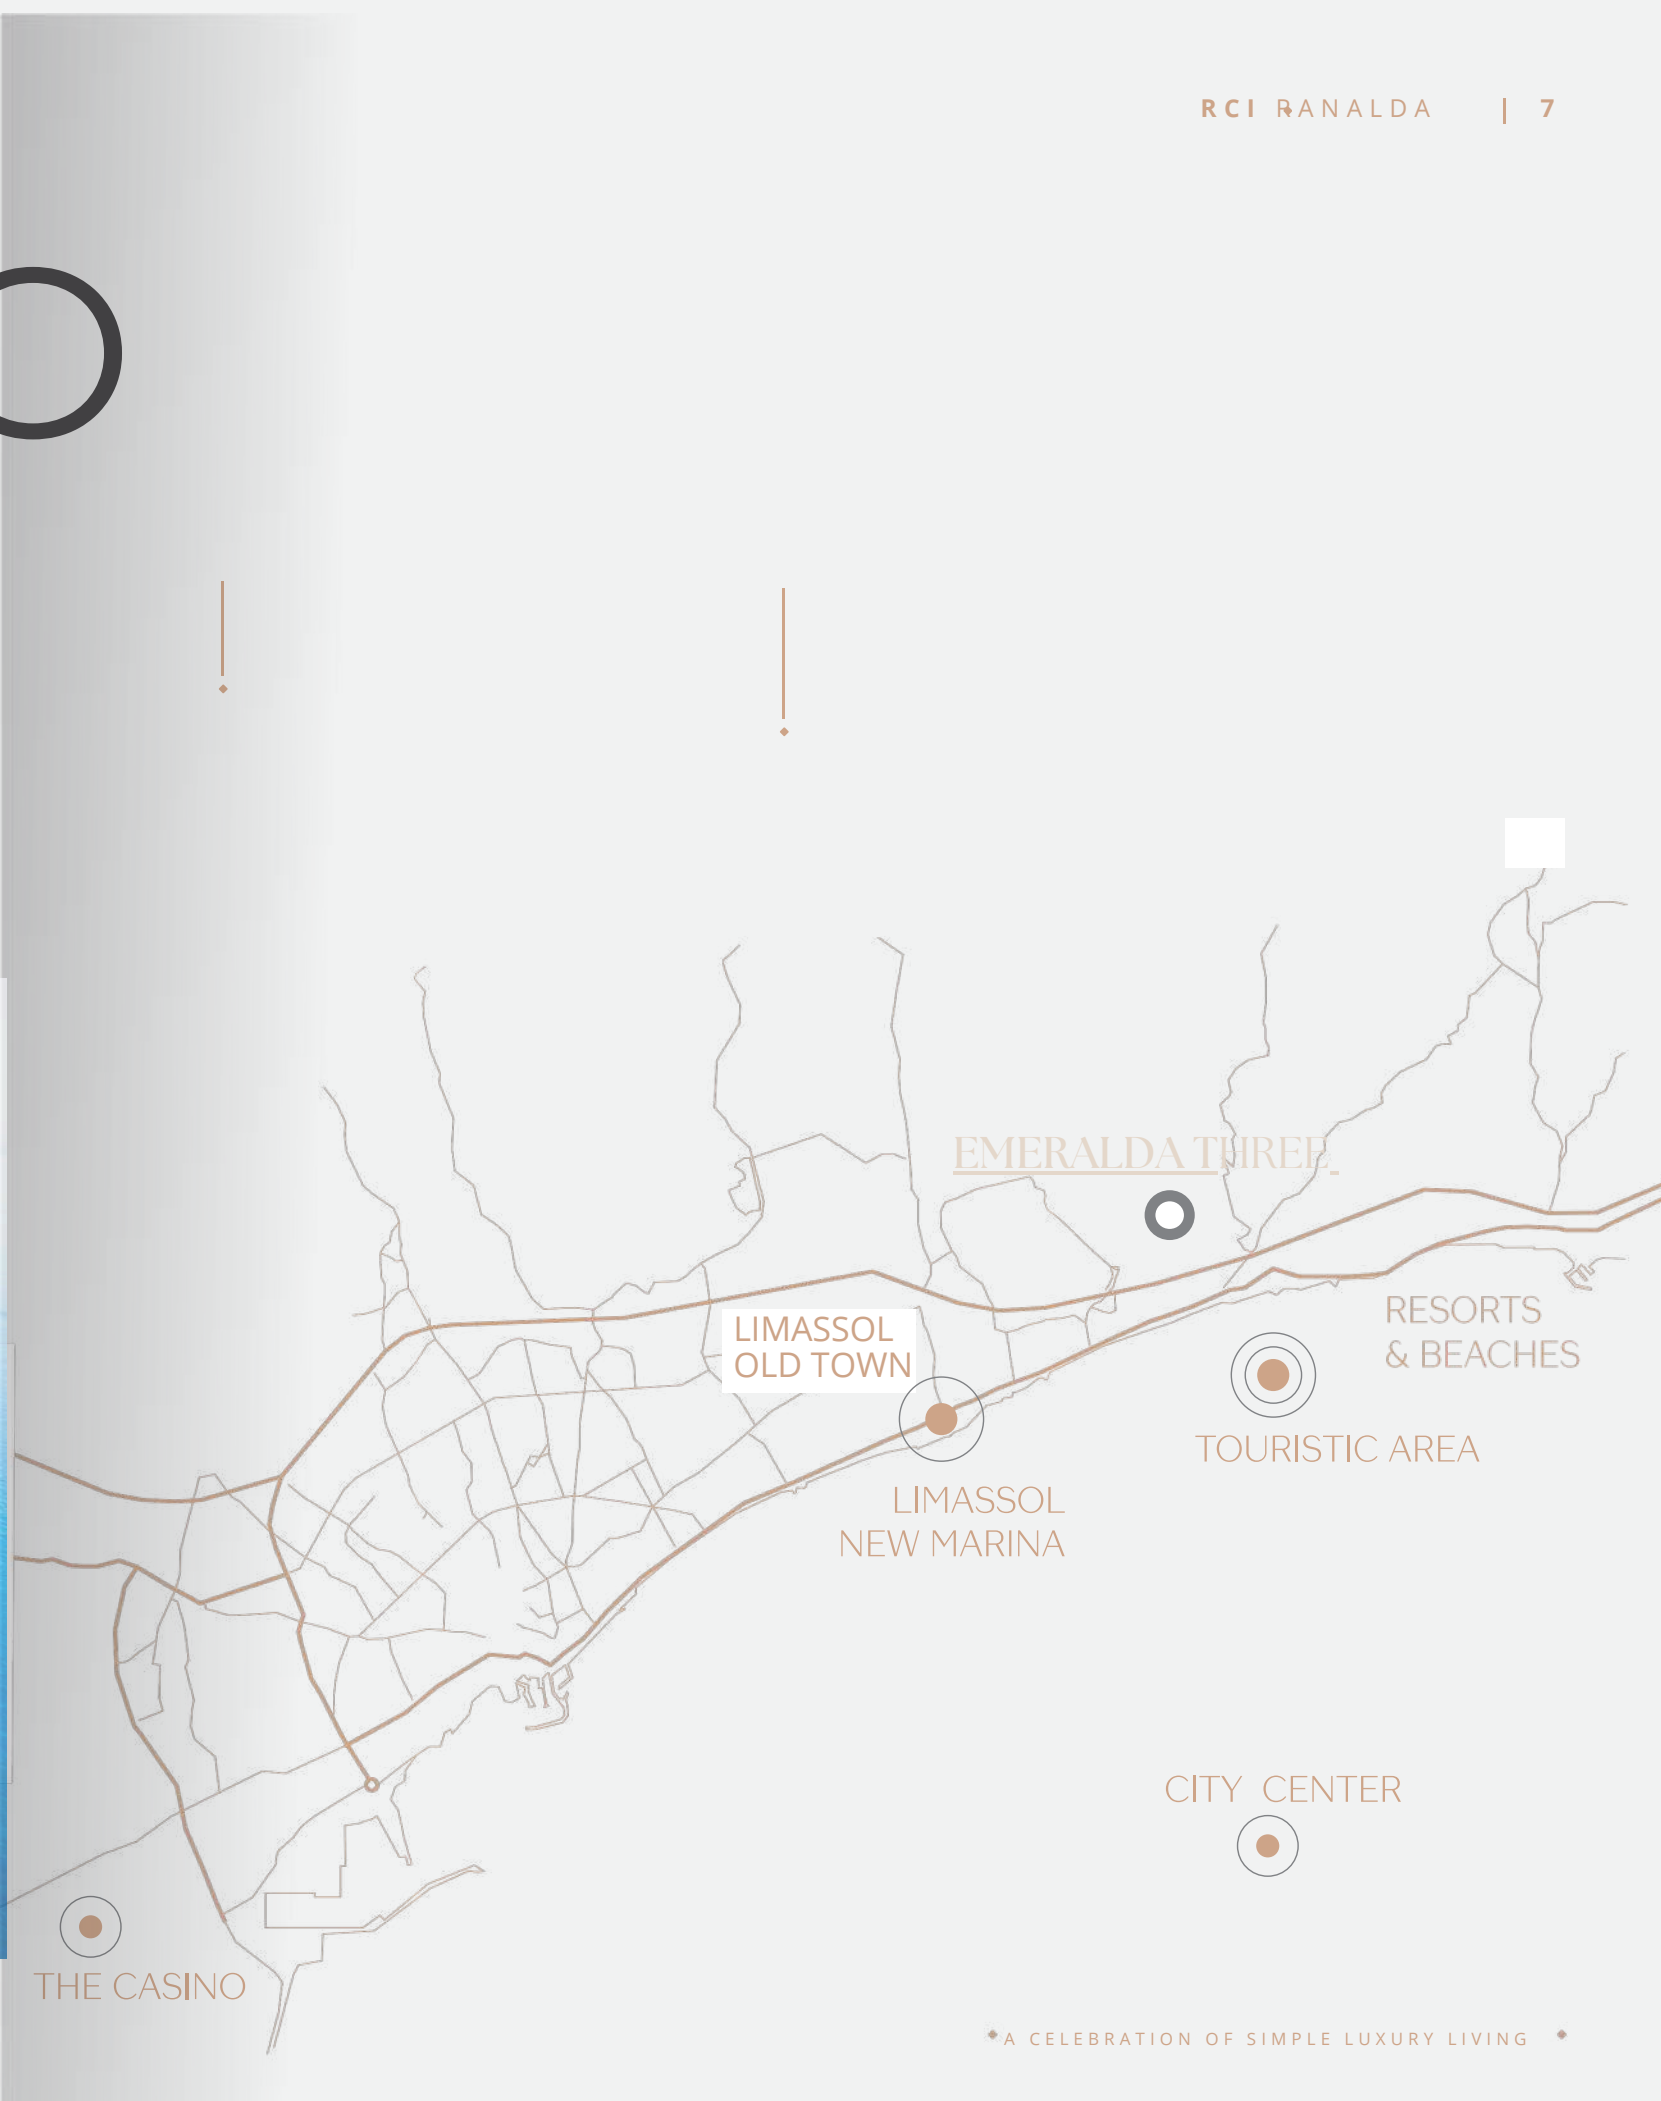 RCI RANALDA | 7
EMERALDA THREE
LIMASSOL
OLD TOWN
RESORTS
& BEACHES
TOURISTIC AREA
LIMASSOL
NEW MARINA
CITY CENTER
THE CASINO
A CELEBRATION OF SIMPLE LUXURY LIVING